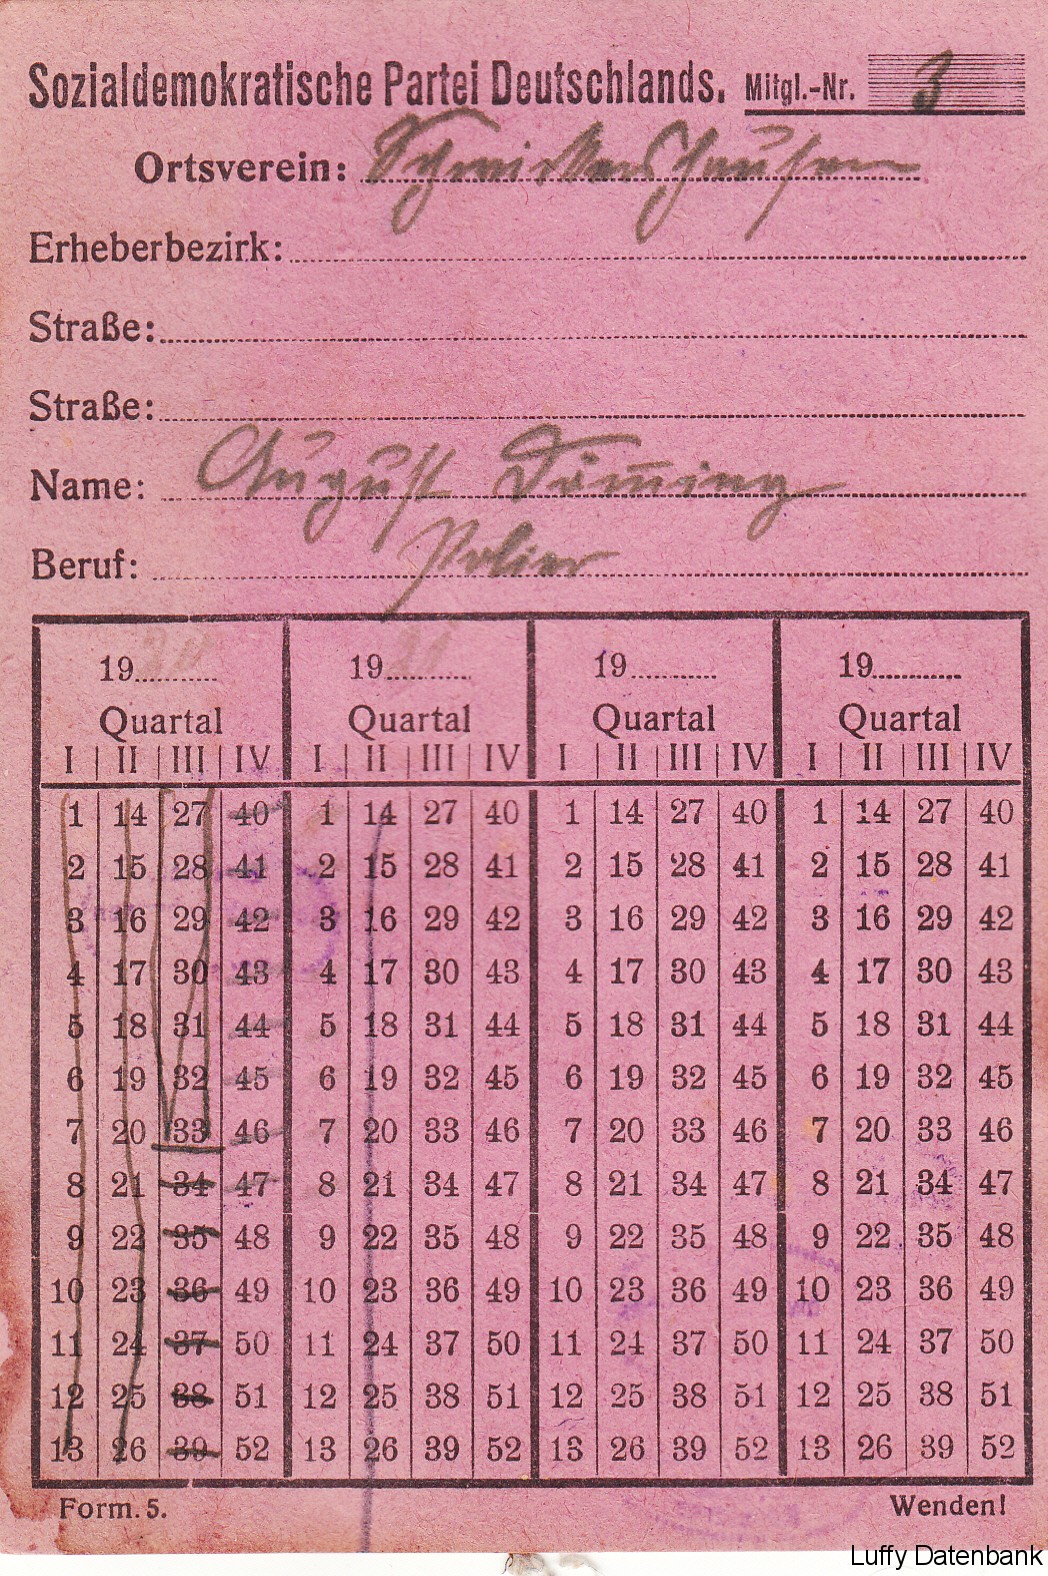 Sozialdemokratische Partei Deutschlands. Mitgl.-Nr. 3
Ortsverein: Schweickershausen
Erheberbezirk:
Straße:
Straße:
Name: August Döming
Beruf: Polier
1920 1921 19 19
Quartal Quartal Quartal Quartal
I II III IV I II III IV I II III IV I II III IV
1 14 27 40 1 14 27 40 1 14 27 40 1 14 27 40
2 15 28 41 2 15 28 41 2 15 28 41 2 15 28 41
3 16 29 42 3 16 29 42 3 16 29 42 3 16 29 42
4 17 30 43 4 17 30 43 4 17 30 43 4 17 30 43
5 18 31 44 5 18 31 44 5 18 31 44 5 18 31 44
6 19 32 45 6 19 32 45 6 19 32 45 6 19 32 45
7 20 33 46 7 20 33 46 7 20 33 46 7 20 33 46
8 21 34 47 8 21 34 47 8 21 34 47 8 21 34 47
9 22 35 48 9 22 35 48 9 22 35 48 9 22 35 48
10 23 36 49 10 23 36 49 10 23 36 49 10 23 36 49
11 24 37 50 11 24 37 50 11 24 37 50 11 24 37 50
12 25 38 51 12 25 38 51 12 25 38 51 12 25 38 51
13 26 39 52 13 26 39 52 13 26 39 52 13 26 39 52
Form. 5. Wenden!
Luffy Datenbank